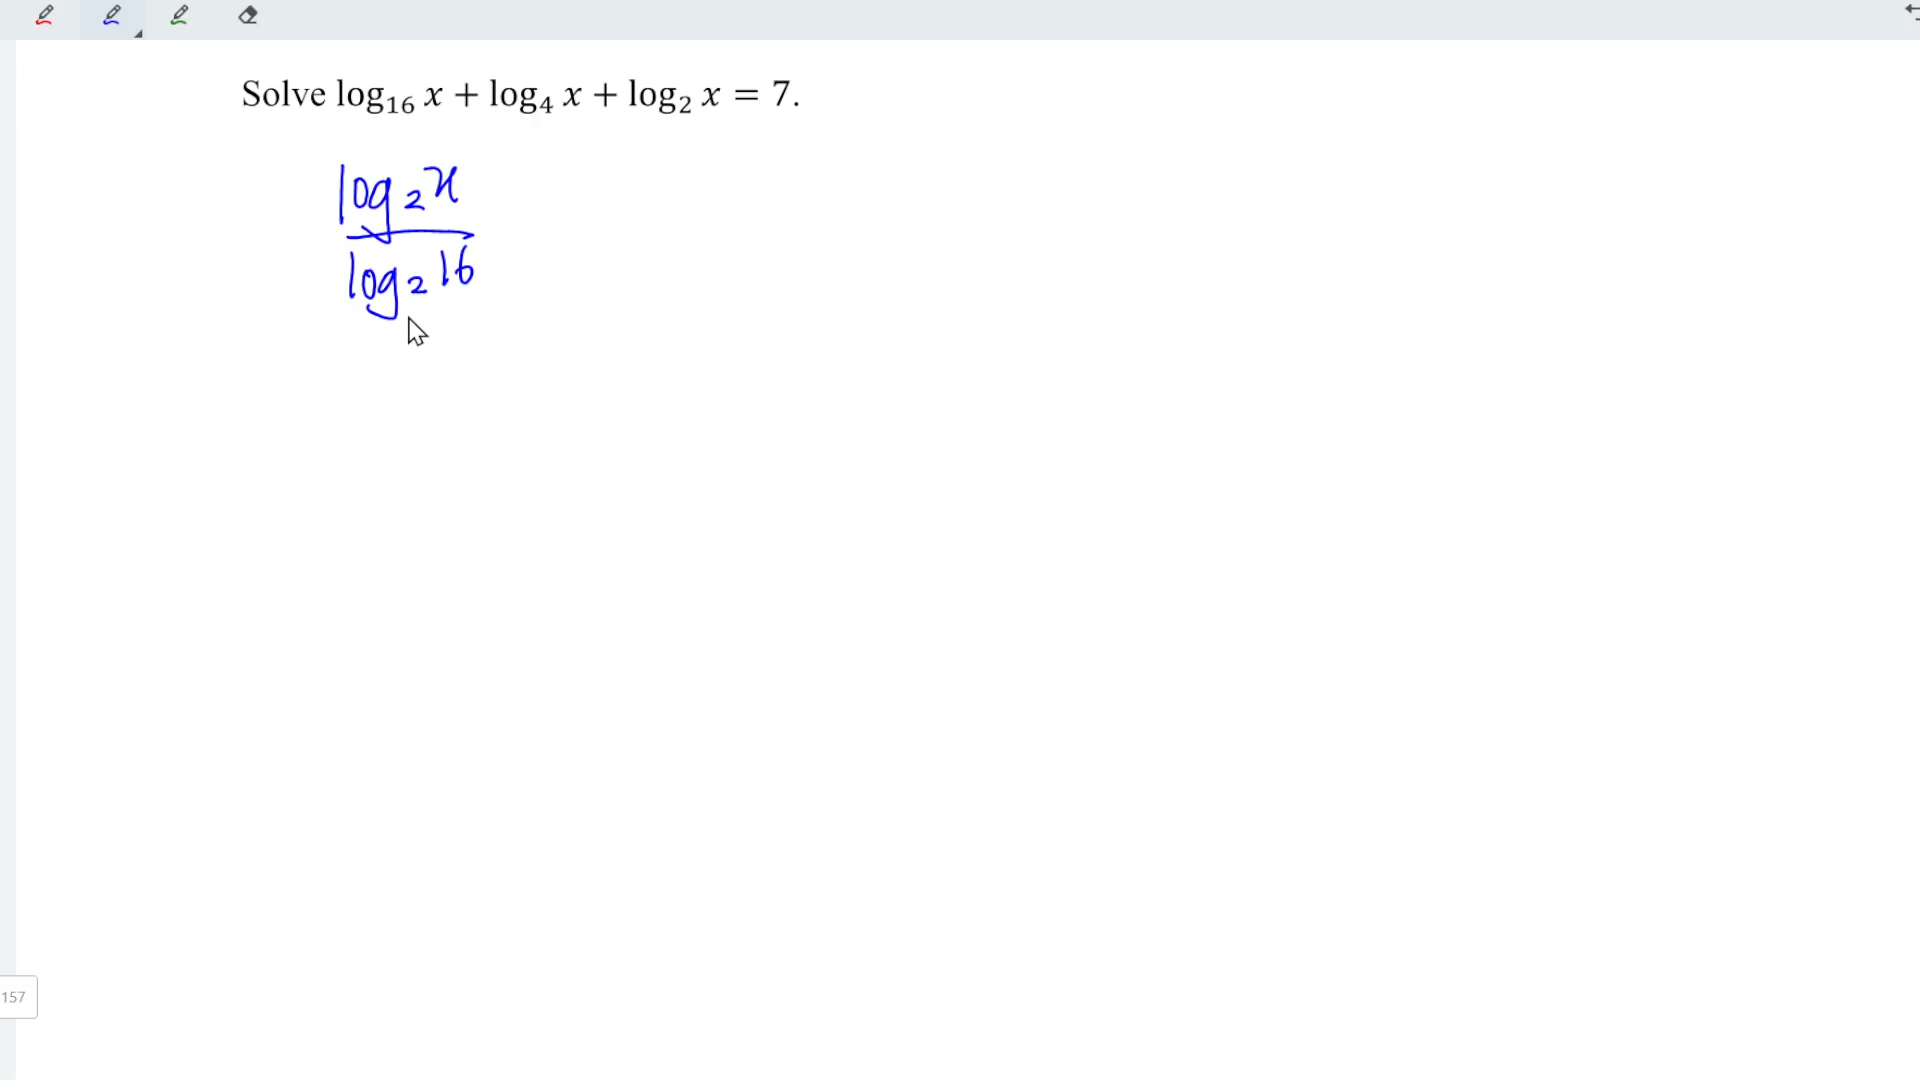 Solve log₁₆ x + log₄ x + log₂ x = 7.
log₂ x
log₂ 16
157